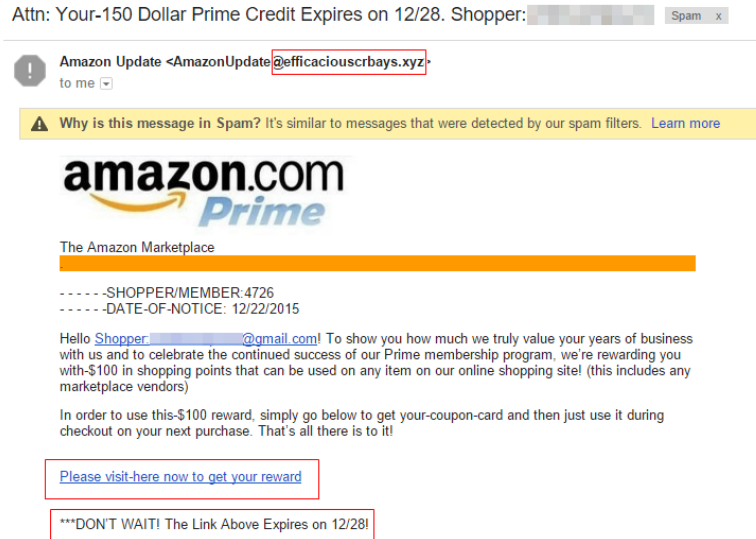 Attn: Your-150 Dollar Prime Credit Expires on 12/28. Shopper: Spam x
Amazon Update <AmazonUpdate@efficaciouscrbays.xyz>
to me
Why is this message in Spam? It's similar to messages that were detected by our spam filters. Learn more
amazon.com
Prime
The Amazon Marketplace
- - - - - -SHOPPER/MEMBER:4726
- - - - - -DATE-OF-NOTICE: 12/22/2015
Hello Shopper: @gmail.com! To show you how much we truly value your years of business
with us and to celebrate the continued success of our Prime membership program, we're rewarding you
with-$100 in shopping points that can be used on any item on our online shopping site! (this includes any
marketplace vendors)
In order to use this-$100 reward, simply go below to get your-coupon-card and then just use it during
checkout on your next purchase. That's all there is to it!
Please visit-here now to get your reward
***DON'T WAIT! The Link Above Expires on 12/28!